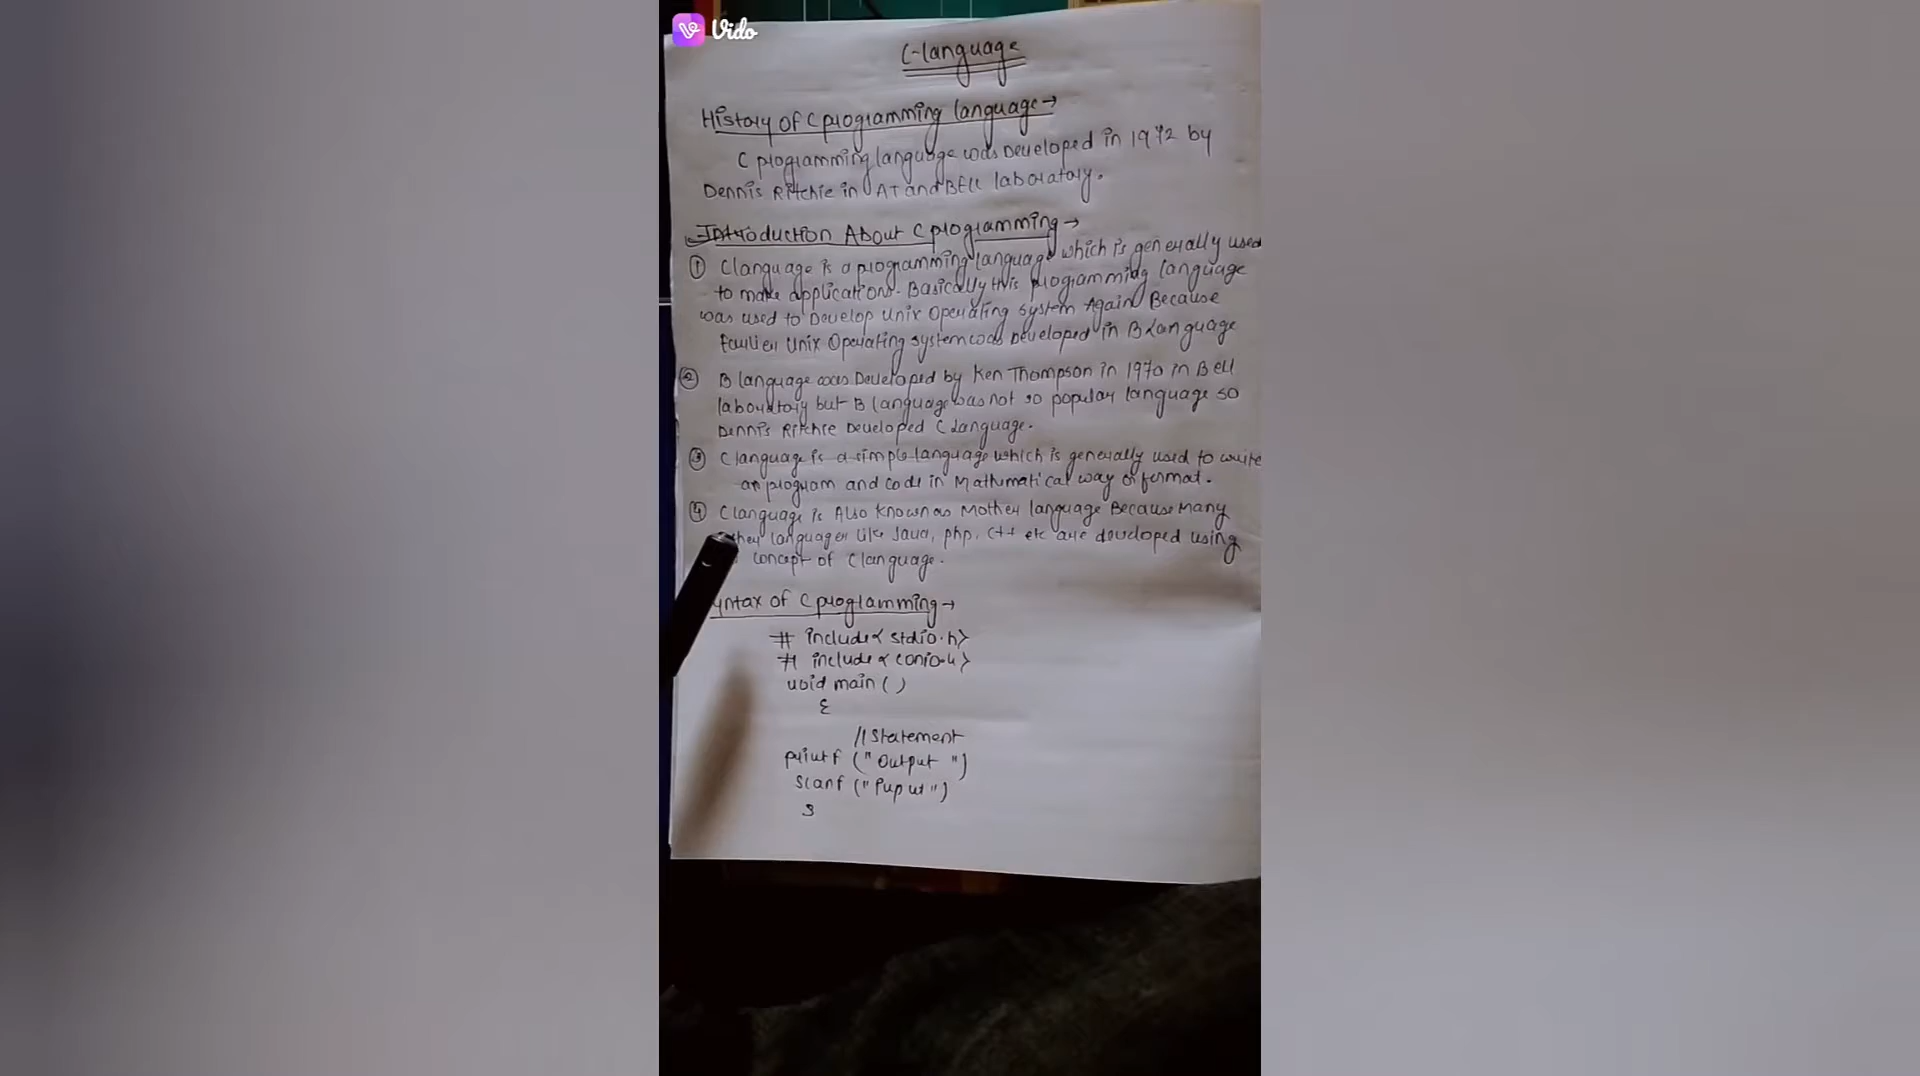 Vido
C-language
History of C programming language→
C programming language was Developed in 1972 by
Dennis Ritchie in AT and BELL laboratory.
Introduction About C programming→
① C language is a programming language which is generally used
to make application. Basically this programming language
was used to Develop Unix Operating system Again Because
Earlier Unix Operating system was Developed in B Language
② B language was Developed by Ken Thompson in 1970 in Bell
laboratory but B language was not so popular language so
Dennis Ritchie Developed C Language.
③ C language is a simple language which is generally used to write
an program and code in Mathematical way or format.
④ C language is Also known as Mother language Because Many
languages like Java, php, C++ etc are developed using
concept of C language.
yntax of C programming→
# include<stdio.h>
# include<conio.h>
void main ( )
{
//Statement
printf ("Output ")
scanf ("Input")
}